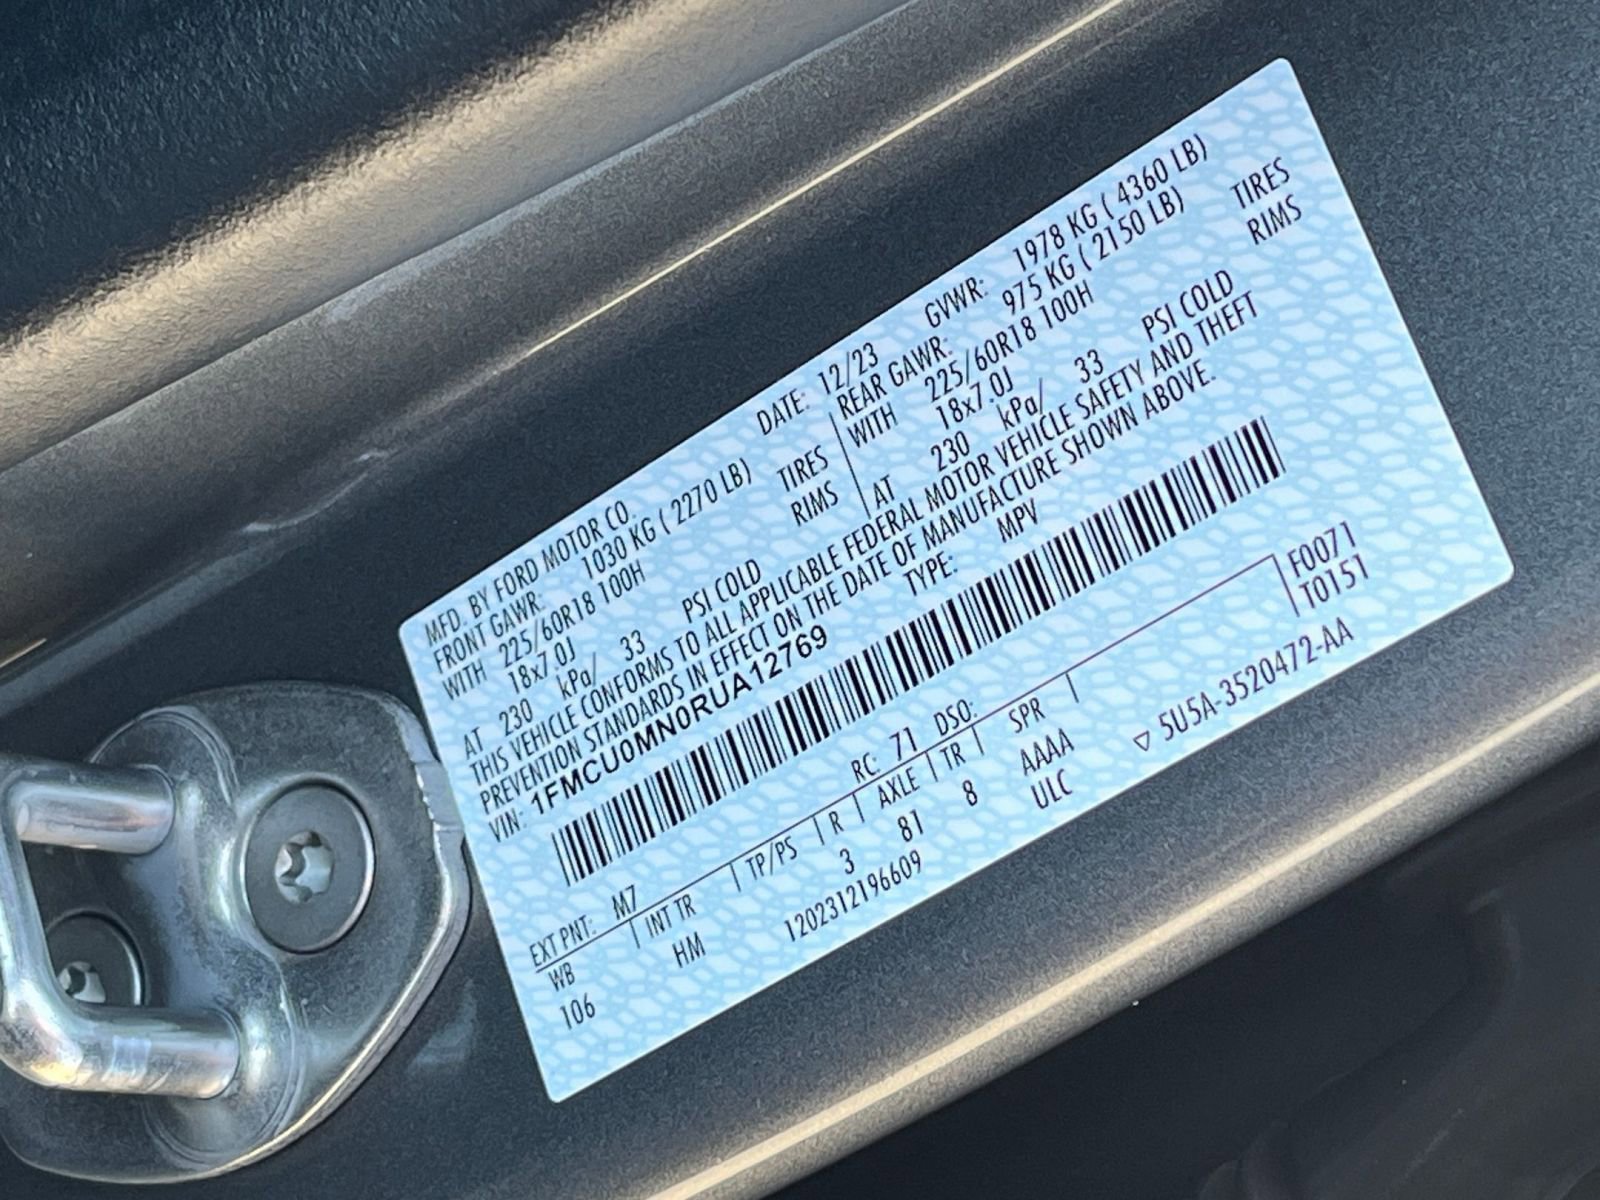 MFD. BY FORD MOTOR CO. DATE: 12/23 GVWR: 1978 KG ( 4360 LB)
FRONT GAWR: 1030 KG ( 2270 LB) REAR GAWR: 975 KG ( 2150 LB)
WITH 225/60R18 100H TIRES WITH 225/60R18 100H TIRES
18x7.0J RIMS 18x7.0J RIMS
AT 230 kPa/ 33 PSI COLD AT 230 kPa/ 33 PSI COLD
THIS VEHICLE CONFORMS TO ALL APPLICABLE FEDERAL MOTOR VEHICLE SAFETY AND THEFT
PREVENTION STANDARDS IN EFFECT ON THE DATE OF MANUFACTURE SHOWN ABOVE.
VIN: 1FMCU0MN0RUA12769 TYPE: MPV
EXT PNT: M7 RC: 71 DSO: F0071
WB INT TR TP/PS R AXLE TR SPR T0151
106 HM 3 81 8 AAAA
1202312196609 ULC ▽ 5U5A-3520472-AA